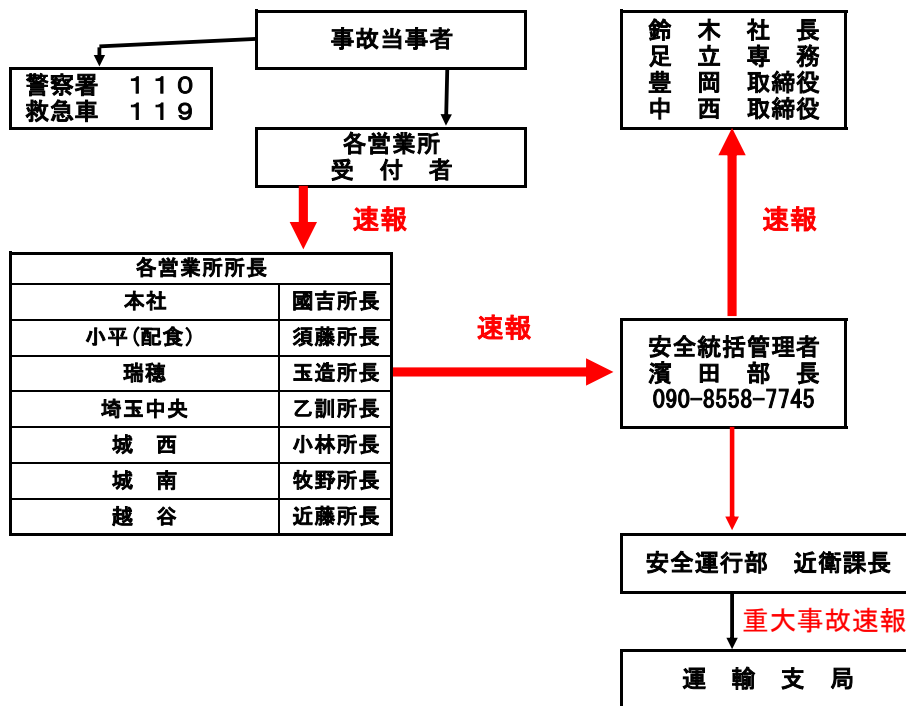 事故当事者
警察署　１１０
救急車　１１９
各営業所
受　付　者
速報
各営業所所長
本社　國吉所長
小平(配食)　須藤所長
瑞穂　玉造所長
埼玉中央　乙訓所長
城　西　小林所長
城　南　牧野所長
越　谷　近藤所長
速報
鈴　木　社　長
足　立　専　務
豊　岡　取締役
中　西　取締役
速報
安全統括管理者
濱　田　部　長
090-8558-7745
安全運行部　近衛課長
重大事故速報
運　輸　支　局